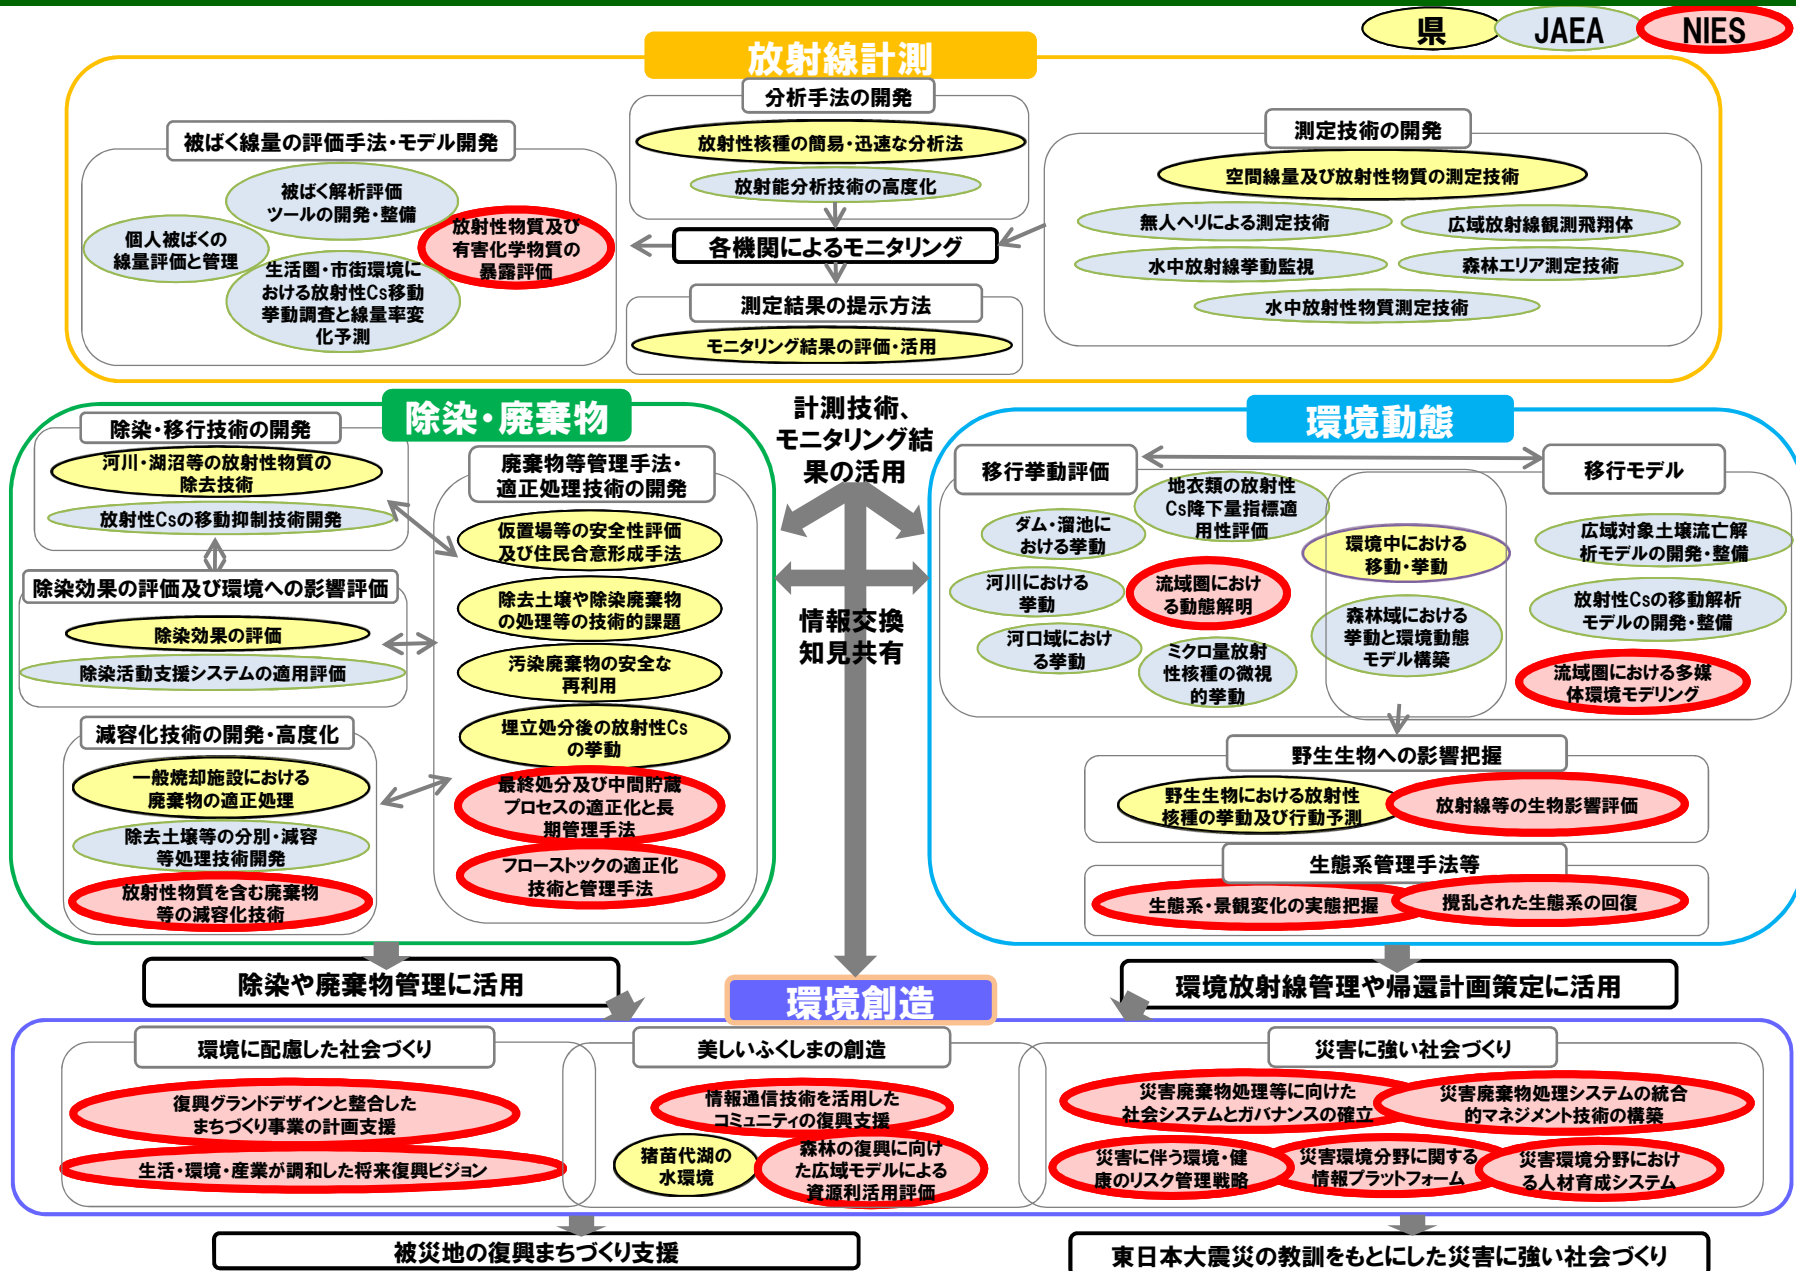 県
JAEA
NIES
放射線計測
分析手法の開発
放射性核種の簡易・迅速な分析法
放射能分析技術の高度化
被ばく線量の評価手法・モデル開発
被ばく解析評価
ツールの開発・整備
個人被ばくの
線量評価と管理
放射性物質及び
有害化学物質の
暴露評価
生活圏・市街環境に
おける放射性Cs移動
挙動調査と線量率変
化予測
各機関によるモニタリング
測定結果の提示方法
モニタリング結果の評価・活用
測定技術の開発
空間線量及び放射性物質の測定技術
無人ヘリによる測定技術
広域放射線観測飛翔体
水中放射線挙動監視
森林エリア測定技術
水中放射性物質測定技術
除染・廃棄物
除染・移行技術の開発
河川・湖沼等の放射性物質の
除去技術
放射性Csの移動抑制技術開発
除染効果の評価及び環境への影響評価
除染効果の評価
除染活動支援システムの適用評価
減容化技術の開発・高度化
一般焼却施設における
廃棄物の適正処理
除去土壌等の分別・減容
等処理技術開発
放射性物質を含む廃棄物
等の減容化技術
廃棄物等管理手法・
適正処理技術の開発
仮置場等の安全性評価
及び住民合意形成手法
除去土壌や除染廃棄物
の処理等の技術的課題
汚染廃棄物の安全な
再利用
埋立処分後の放射性Cs
の挙動
最終処分及び中間貯蔵
プロセスの適正化と長
期管理手法
フローストックの適正化
技術と管理手法
計測技術、
モニタリング結
果の活用
情報交換
知見共有
環境動態
移行挙動評価
移行モデル
地衣類の放射性
Cs降下量指標適
用性評価
ダム・溜池に
おける挙動
河川における
挙動
流域圏におけ
る動態解明
河口域におけ
る挙動
ミクロ量放射
性核種の微視
的挙動
環境中における
移動・挙動
森林域における
挙動と環境動態
モデル構築
広域対象土壌流亡解
析モデルの開発・整備
放射性Csの移動解析
モデルの開発・整備
流域圏における多媒
体環境モデリング
野生生物への影響把握
野生生物における放射性
核種の挙動及び行動予測
放射線等の生物影響評価
生態系管理手法等
生態系・景観変化の実態把握
攪乱された生態系の回復
除染や廃棄物管理に活用
環境放射線管理や帰還計画策定に活用
環境創造
環境に配慮した社会づくり
復興グランドデザインと整合した
まちづくり事業の計画支援
生活・環境・産業が調和した将来復興ビジョン
美しいふくしまの創造
情報通信技術を活用した
コミュニティの復興支援
猪苗代湖の
水環境
森林の復興に向け
た広域モデルによる
資源利活用評価
災害に強い社会づくり
災害廃棄物処理等に向けた
社会システムとガバナンスの確立
災害廃棄物処理システムの統合
的マネジメント技術の構築
災害に伴う環境・健
康のリスク管理戦略
災害環境分野に関する
情報プラットフォーム
災害環境分野におけ
る人材育成システム
被災地の復興まちづくり支援
東日本大震災の教訓をもとにした災害に強い社会づくり